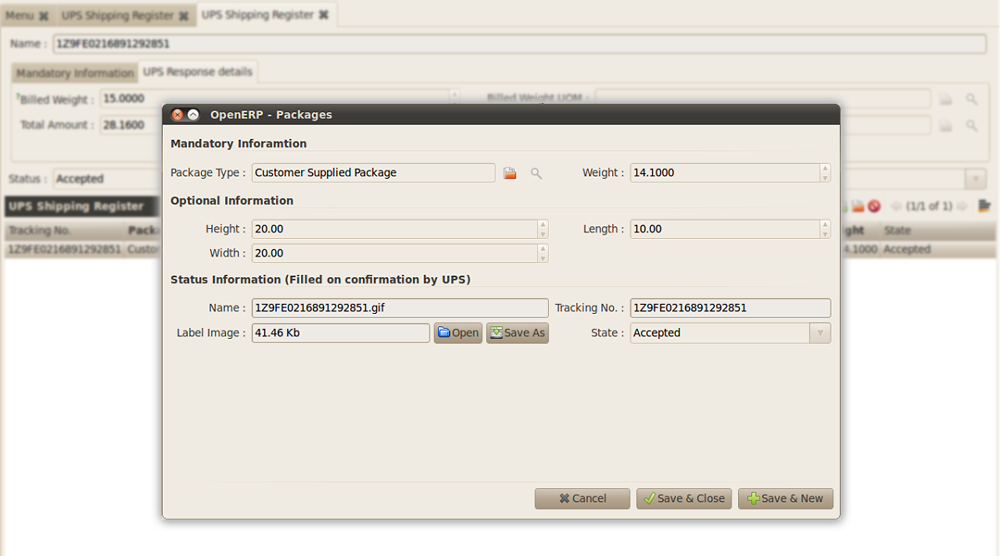 Menu ✖ UPS Shipping Register ✖ UPS Shipping Register ✖
Name : 1Z9FE0216891292851
Mandatory Information UPS Response details
?Billed Weight : 15.0000 Billed Weight UOM :
Total Amount : 28.1600
Status : Accepted
UPS Shipping Register (1/1 of 1)
Tracking No. Packa ght State
1Z9FE0216891292851 Custo 4.1000 Accepted
OpenERP - Packages
Mandatory Inforamtion
Package Type : Customer Supplied Package Weight : 14.1000
Optional Information
Height : 20.00 Length : 10.00
Width : 20.00
Status Information (Filled on confirmation by UPS)
Name : 1Z9FE0216891292851.gif Tracking No. : 1Z9FE0216891292851
Label Image : 41.46 Kb Open Save As State : Accepted
Cancel Save & Close Save & New